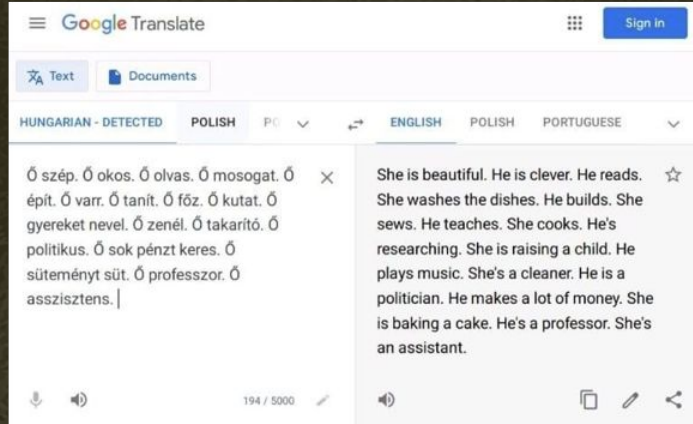 Google Translate
Sign in
Text
Documents
HUNGARIAN - DETECTED
POLISH
PO
ENGLISH
POLISH
PORTUGUESE
Ő szép. Ő okos. Ő olvas. Ő mosogat. Ő
épít. Ő varr. Ő tanít. Ő főz. Ő kutat. Ő
gyereket nevel. Ő zenél. Ő takarító. Ő
politikus. Ő sok pénzt keres. Ő
süteményt süt. Ő professzor. Ő
asszisztens.
194 / 5000
She is beautiful. He is clever. He reads.
She washes the dishes. He builds. She
sews. He teaches. She cooks. He's
researching. She is raising a child. He
plays music. She's a cleaner. He is a
politician. He makes a lot of money. She
is baking a cake. He's a professor. She's
an assistant.